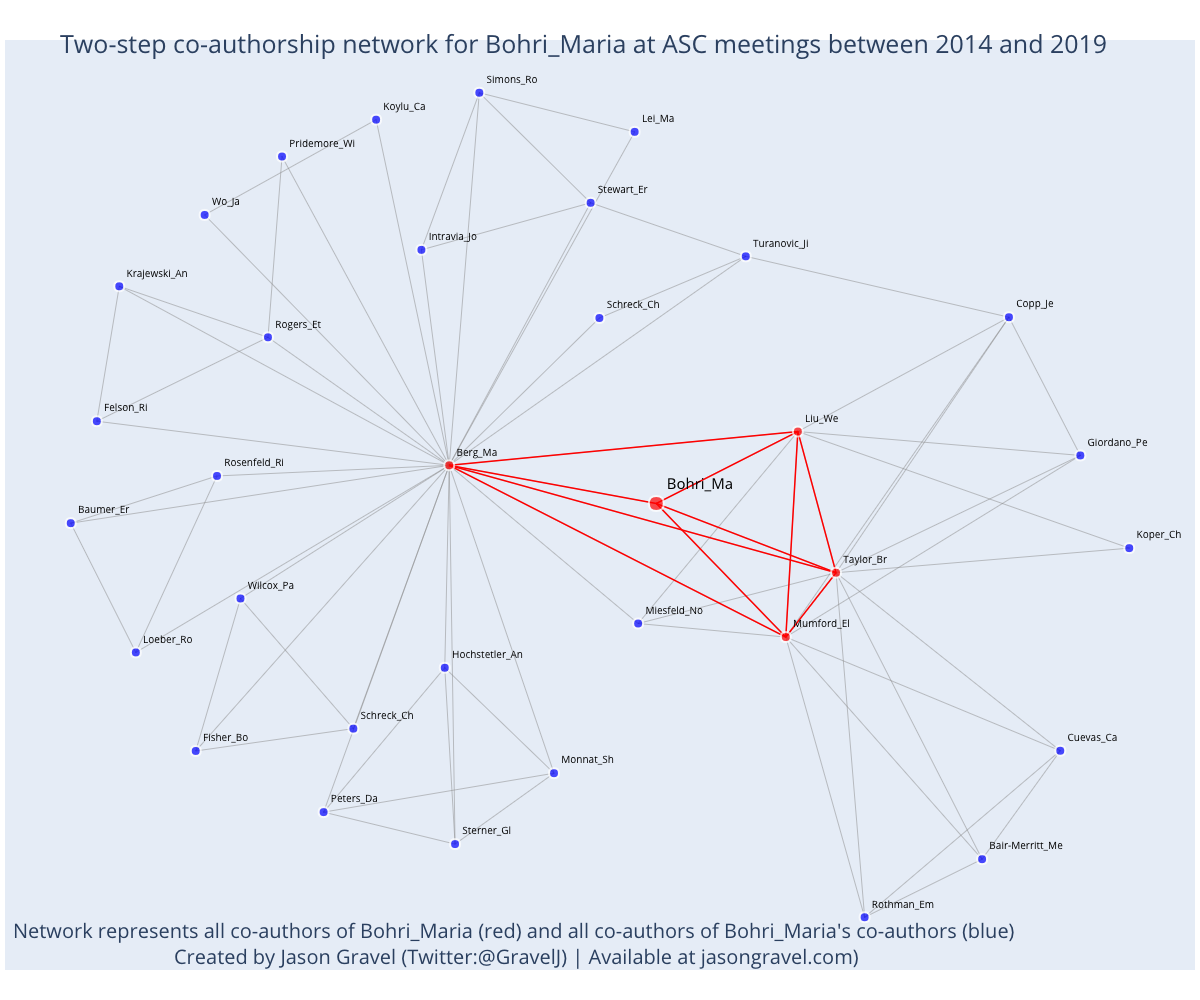 Two-step co-authorship network for Bohri_Maria at ASC meetings between 2014 and 2019
Simons_Ro
Koylu_Ca
Lei_Ma
Pridemore_Wi
Stewart_Er
Wo_Ja
Intravia_Jo
Turanovic_Ji
Krajewski_An
Schreck_Ch
Copp_Je
Rogers_Et
Felson_Ri
Liu_We
Giordano_Pe
Berg_Ma
Rosenfeld_Ri
Bohri_Ma
Baumer_Er
Koper_Ch
Taylor_Br
Wilcox_Pa
Miesfeld_No
Mumford_El
Loeber_Ro
Hochstetler_An
Schreck_Ch
Fisher_Bo
Cuevas_Ca
Monnat_Sh
Peters_Da
Sterner_Gl
Bair-Merritt_Me
Rothman_Em
Network represents all co-authors of Bohri_Maria (red) and all co-authors of Bohri_Maria's co-authors (blue)
Created by Jason Gravel (Twitter:@GravelJ) | Available at jasongravel.com)